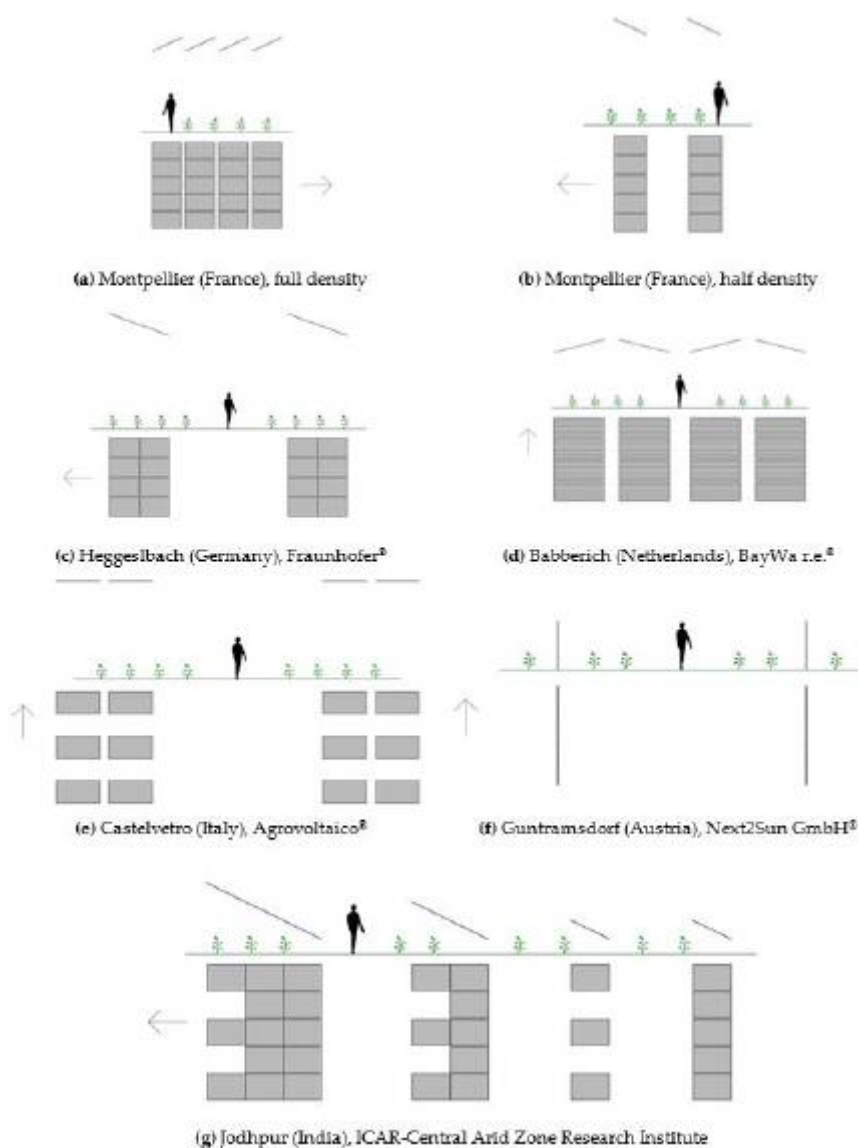 (a) Montpellier (France), full density
(b) Montpellier (France), half density
(c) Heggeslbach (Germany), Fraunhofer®
(d) Babberich (Netherlands), BayWa r.e.®
(e) Castelvetro (Italy), Agrovoltaico®
(f) Guntramsdorf (Austria), Next2Sun GmbH®
(g) Jodhpur (India), ICAR-Central Arid Zone Research Institute